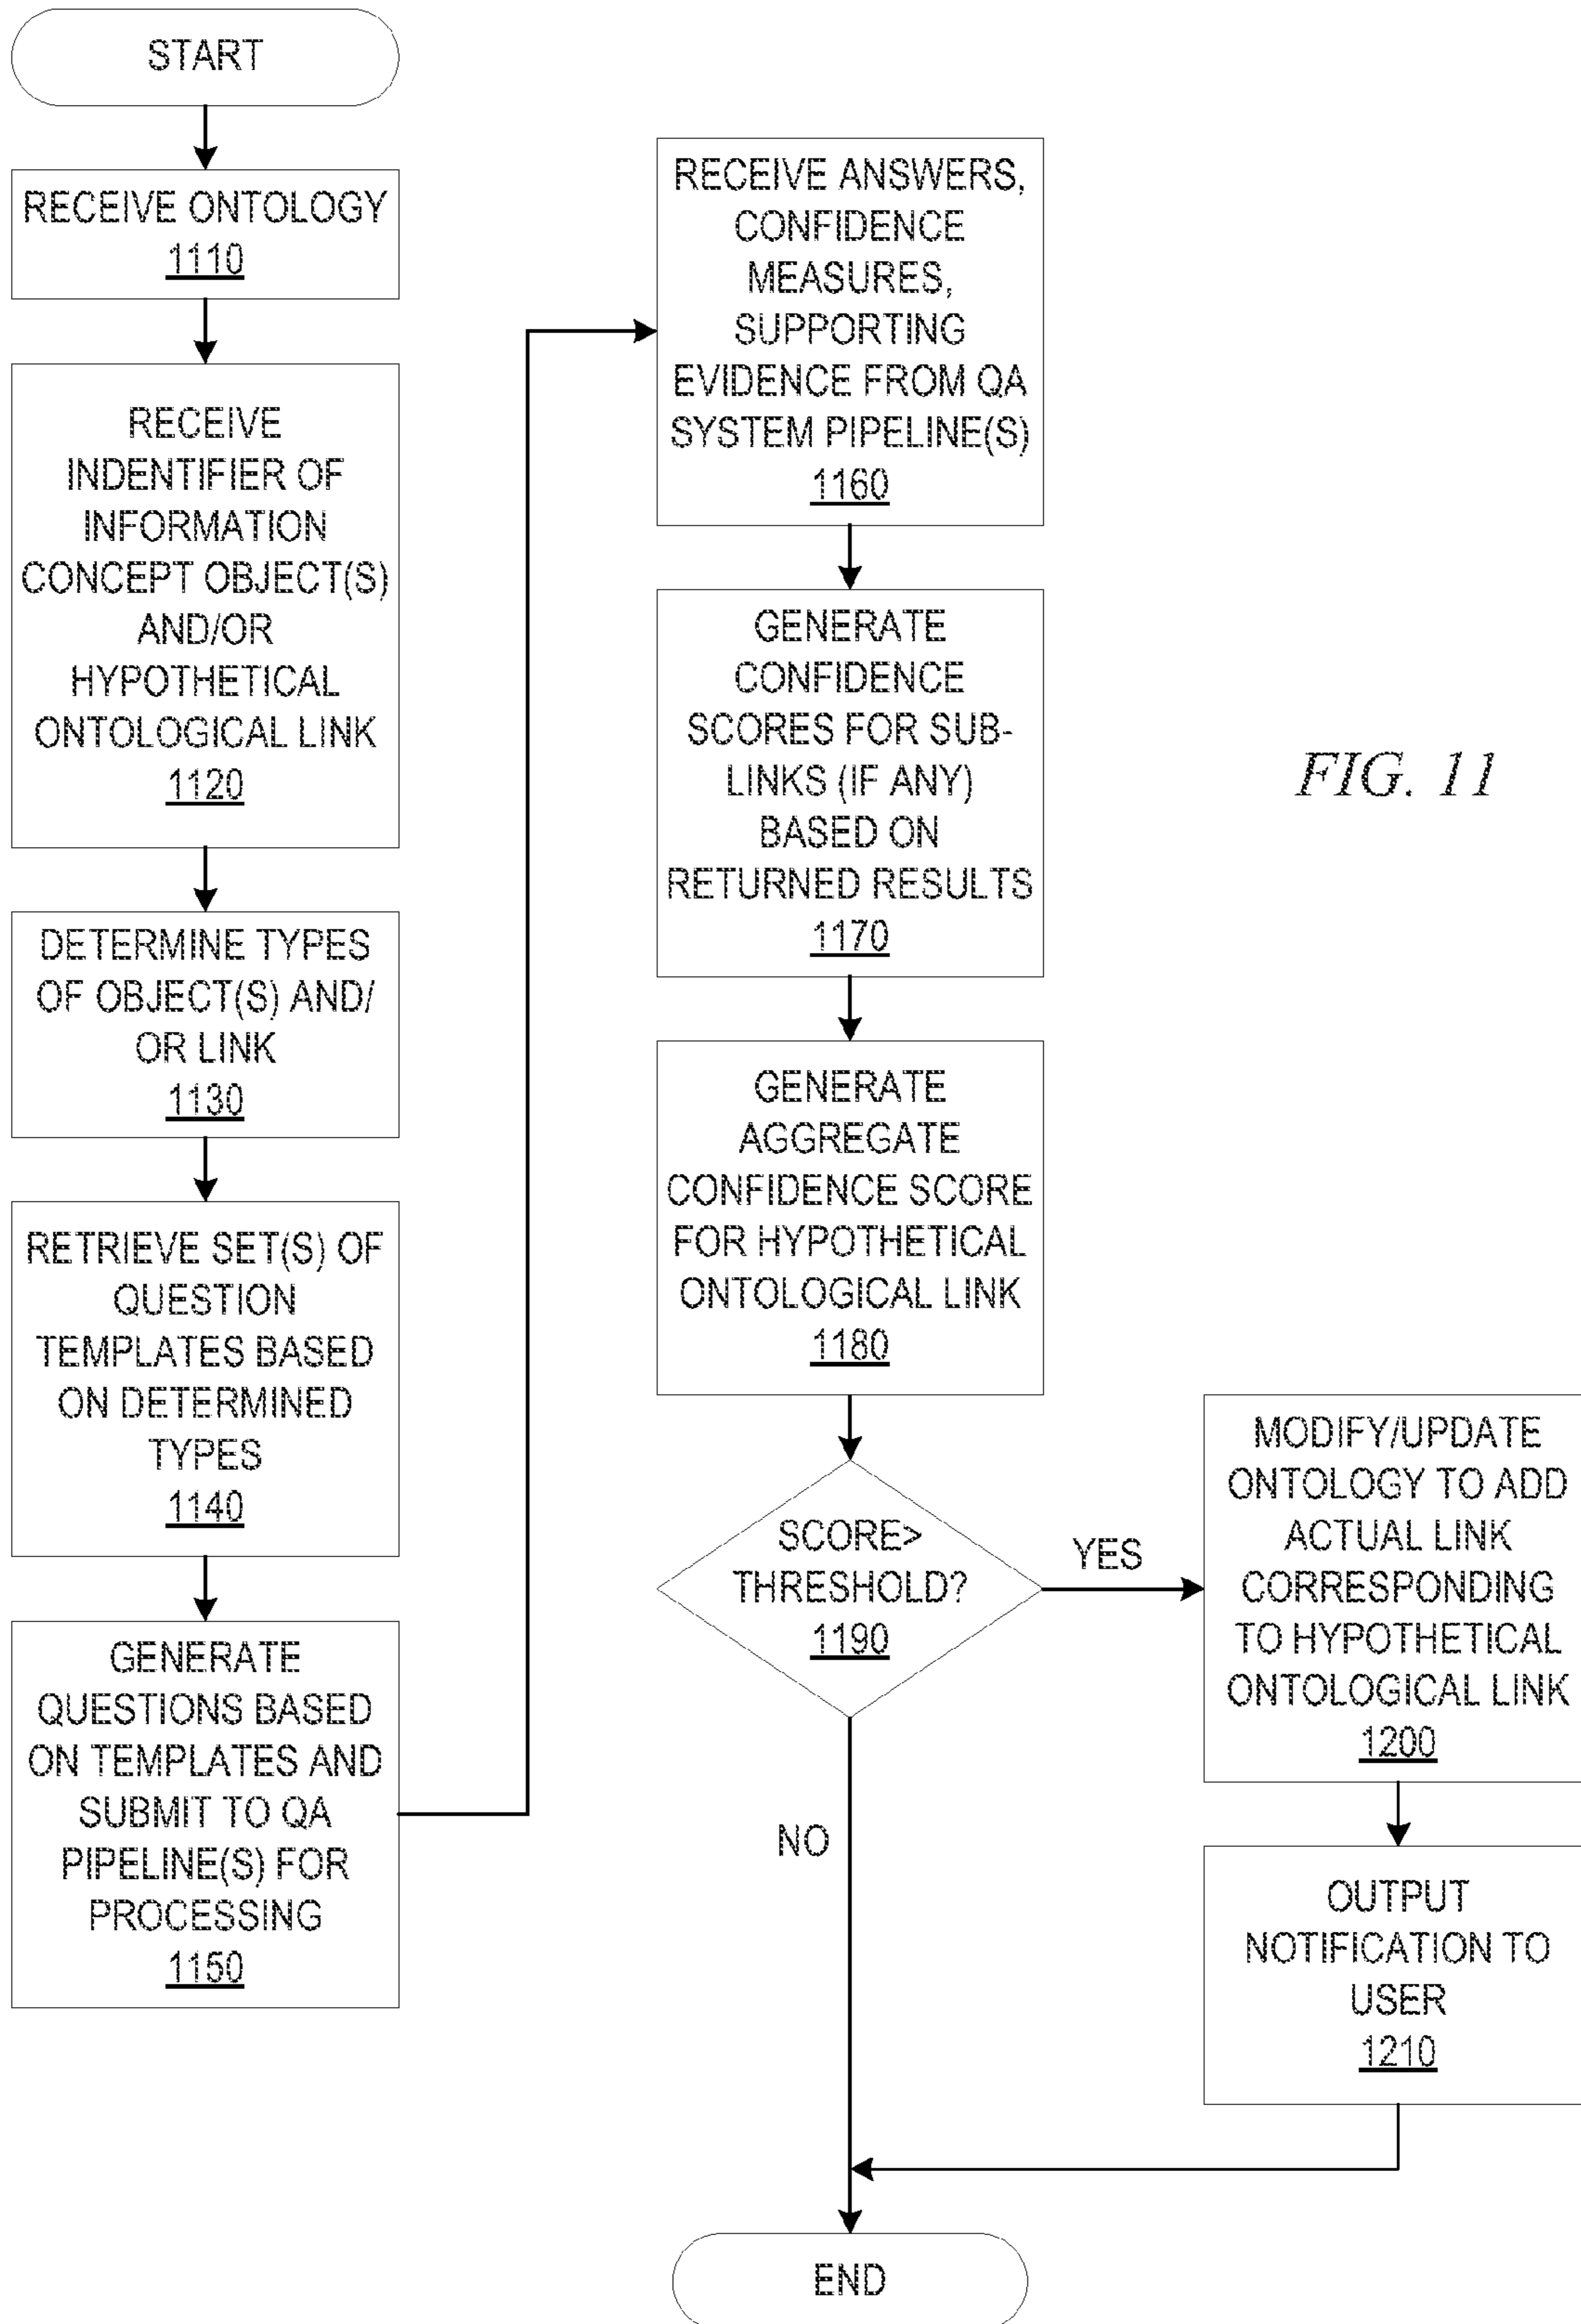 START
RECEIVE ONTOLOGY
1110
RECEIVE
INDENTIFIER OF
INFORMATION
CONCEPT OBJECT(S)
AND/OR
HYPOTHETICAL
ONTOLOGICAL LINK
1120
DETERMINE TYPES
OF OBJECT(S) AND/
OR LINK
1130
RETRIEVE SET(S) OF
QUESTION
TEMPLATES BASED
ON DETERMINED
TYPES
1140
GENERATE
QUESTIONS BASED
ON TEMPLATES AND
SUBMIT TO QA
PIPELINE(S) FOR
PROCESSING
1150
RECEIVE ANSWERS,
CONFIDENCE
MEASURES,
SUPPORTING
EVIDENCE FROM QA
SYSTEM PIPELINE(S)
1160
GENERATE
CONFIDENCE
SCORES FOR SUB-
LINKS (IF ANY)
BASED ON
RETURNED RESULTS
1170
GENERATE
AGGREGATE
CONFIDENCE SCORE
FOR HYPOTHETICAL
ONTOLOGICAL LINK
1180
SCORE>
THRESHOLD?
1190
YES
NO
MODIFY/UPDATE
ONTOLOGY TO ADD
ACTUAL LINK
CORRESPONDING
TO HYPOTHETICAL
ONTOLOGICAL LINK
1200
OUTPUT
NOTIFICATION TO
USER
1210
END
FIG. 11